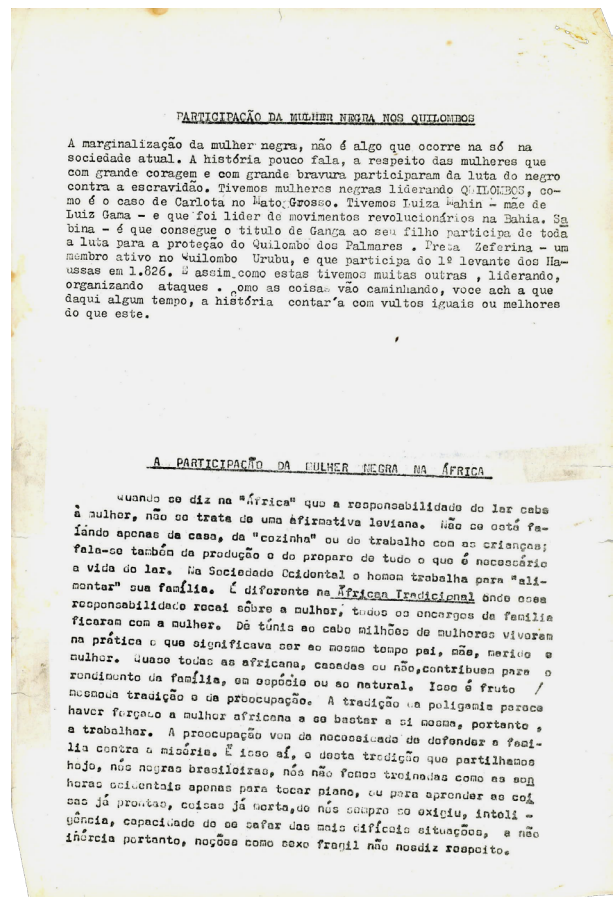 PARTICIPAÇÃO DA MULHER NEGRA NOS QUILOMBOS
A marginalização da mulher negra, não é algo que ocorre na só na
sociedade atual. A história pouco fala, a respeito das mulheres que
com grande coragem e com grande bravura participaram da luta do negro
contra a escravidão. Tivemos mulheres negras liderando QUILOMBOS, co-
mo é o caso de Carlota no Mato Grosso. Tivemos Luiza Mahin - mãe de
Luiz Gama - e que foi lider de movimentos revolucionários na Bahia. Sa
bina - é que consegue o titulo de Ganga ao seu filho participa de toda
a luta para a proteção do Quilombo dos Palmares . Preta Zeferina - um
membro ativo no Quilombo Urubu, e que participa do 1º levante dos Ha-
ussas em 1.826. E assim como estas tivemos muitas outras , liderando,
organizando ataques . Como as coisas vão caminhando, voce ach a que
daqui algum tempo, a história contar´a com vultos iguais ou melhores
do que este.
A PARTICIPAÇÃO DA MULHER NEGRA NA ÁFRICA
Quando se diz na "África" que a responsabilidade do lar cabe
à mulher, não se trata de uma afirmativa leviana. Não se está fa-
lando apenas da casa, da "cozinha" ou do trabalho com as crianças;
fala-se também da produção e do preparo de tudo o que é necessário
a vida do lar. Na Sociedade Ocidental o homem trabalha para "ali-
mentar" sua família. É diferente na África Tradicional onde essa
responsabilidade recai sôbre a mulher, todos os encargos da familia
ficaram com a mulher. De túnis ao cabo milhões de mulheres viveram
na prática o que significava ser ao mesmo tempo pai, mãe, marido e
mulher. Quase todas as africana, casadas ou não,contribuem para o
rendimento da família, em espócio ou ao natural. Isso é fruto /
mesmoda tradição e da preocupação. A tradição da poligamia parece
haver forçado a mulher africana a se bastar a si mesma, portanto ,
a trabalhar. A preocupação vem da necessidade de defender a famí-
lia contra a miséria. É isso aí, e desta tradição que partilhamos
hoje, nós negras brasileiras, nós não fomos treinadas como as sen
horas ocidentais apenas para tocar piano, ou para aprender as coi
sas já prontas, coisas já morta,de nós sempre se exigiu, inteli -
gência, capacidade de se safar das mais difíceis situações, e não
inércia portanto, noções como sexo fragil não nosdiz respeito.